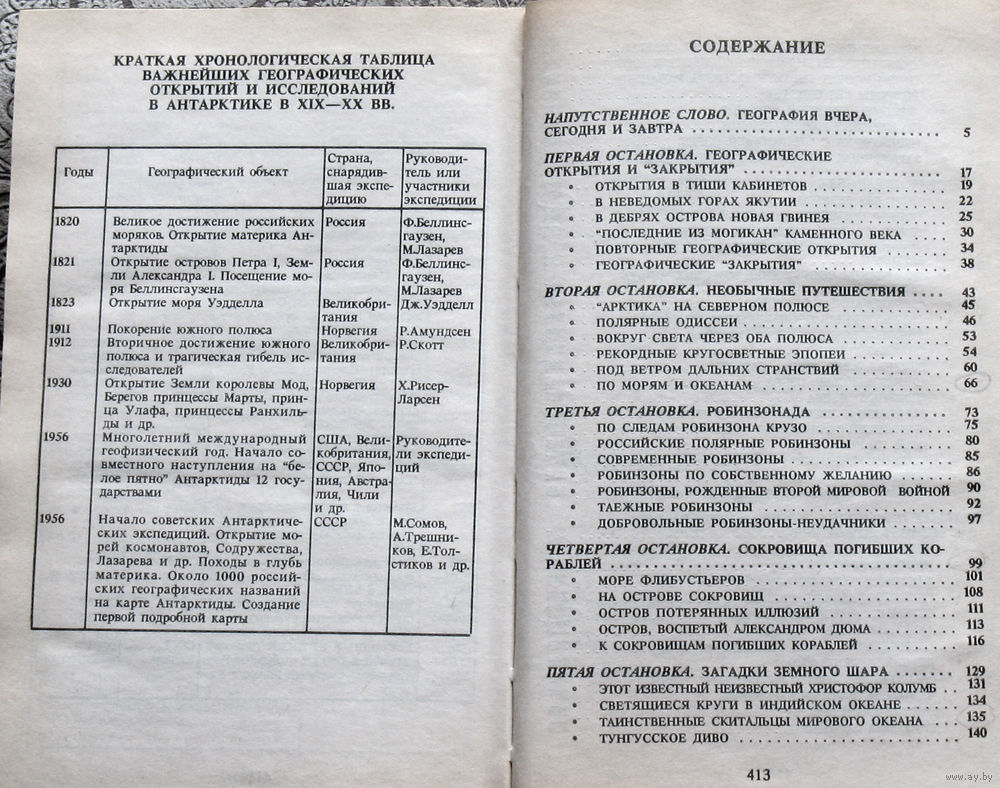 КРАТКАЯ ХРОНОЛОГИЧЕСКАЯ ТАБЛИЦА
ВАЖНЕЙШИХ ГЕОГРАФИЧЕСКИХ
ОТКРЫТИЙ И ИССЛЕДОВАНИЙ
В АНТАРКТИКЕ В XIX—XX ВВ.
Годы
Географический объект
Страна,
снарядив-
шая экспе-
дицию
Руководи-
тель или
участники
экспедиции
1820
Великое достижение российских
моряков. Открытие материка Ан-
тарктиды
Россия
Ф.Беллинс-
гаузен,
М.Лазарев
1821
Открытие островов Петра I, Зем-
ли Александра I. Посещение мо-
ря Беллинсгаузена
Россия
Ф.Беллинс-
гаузен,
М.Лазарев
1823
Открытие моря Уэдделла
Великобри-
тания
Дж.Уэдделл
1911
Покорение южного полюса
Норвегия
Р.Амундсен
1912
Вторичное достижение южного
полюса и трагическая гибель ис-
следователей
Великобри-
тания
Р.Скотт
1930
Открытие Земли королевы Мод,
Берегов принцессы Марты, прин-
ца Улафа, принцессы Ранхиль-
ды и др.
Норвегия
Х.Рисер-
Ларсен
1956
Многолетний международный
геофизический год. Начало со-
вместного наступления на “бе-
лое пятно” Антарктиды 12 госу-
дарствами
США, Вели-
кобритания,
СССР, Япо-
ния, Австра-
лия, Чили
и др.
Руководите-
ли экспеди-
ций
1956
Начало советских Антарктиче-
ских экспедиций. Открытие мо-
рей космонавтов, Содружества,
Лазарева и др. Походы в глубь
материка. Около 1000 россий-
ских географических названий
на карте Антарктиды. Создание
первой подробной карты
СССР
М.Сомов,
А.Трешни-
ков, Е.Тол-
стиков и др.
СОДЕРЖАНИЕ
НАПУТСТВЕННОЕ СЛОВО. ГЕОГРАФИЯ ВЧЕРА,
СЕГОДНЯ И ЗАВТРА 5
ПЕРВАЯ ОСТАНОВКА. ГЕОГРАФИЧЕСКИЕ
ОТКРЫТИЯ И “ЗАКРЫТИЯ” 17
ОТКРЫТИЯ В ТИШИ КАБИНЕТОВ 19
В НЕВЕДОМЫХ ГОРАХ ЯКУТИИ 22
В ДЕБРЯХ ОСТРОВА НОВАЯ ГВИНЕЯ 25
“ПОСЛЕДНИЕ ИЗ МОГИКАН” КАМЕННОГО ВЕКА 30
ПОВТОРНЫЕ ГЕОГРАФИЧЕСКИЕ ОТКРЫТИЯ 34
ГЕОГРАФИЧЕСКИЕ “ЗАКРЫТИЯ” 38
ВТОРАЯ ОСТАНОВКА. НЕОБЫЧНЫЕ ПУТЕШЕСТВИЯ 43
“АРКТИКА” НА СЕВЕРНОМ ПОЛЮСЕ 45
ПОЛЯРНЫЕ ОДИССЕИ 46
ВОКРУГ СВЕТА ЧЕРЕЗ ОБА ПОЛЮСА 53
РЕКОРДНЫЕ КРУГОСВЕТНЫЕ ЭПОПЕИ 54
ПОД ВЕТРОМ ДАЛЬНИХ СТРАНСТВИЙ 60
ПО МОРЯМ И ОКЕАНАМ 66
ТРЕТЬЯ ОСТАНОВКА. РОБИНЗОНАДА 73
ПО СЛЕДАМ РОБИНЗОНА КРУЗО 75
РОССИЙСКИЕ ПОЛЯРНЫЕ РОБИНЗОНЫ 80
СОВРЕМЕННЫЕ РОБИНЗОНЫ 85
РОБИНЗОНЫ ПО СОБСТВЕННОМУ ЖЕЛАНИЮ 86
РОБИНЗОНЫ, РОЖДЕННЫЕ ВТОРОЙ МИРОВОЙ ВОЙНОЙ 90
ТАЕЖНЫЕ РОБИНЗОНЫ 92
ДОБРОВОЛЬНЫЕ РОБИНЗОНЫ-НЕУДАЧНИКИ 97
ЧЕТВЕРТАЯ ОСТАНОВКА. СОКРОВИЩА ПОГИБШИХ КО-
РАБЛЕЙ 99
МОРЕ ФЛИБУСТЬЕРОВ 101
НА ОСТРОВЕ СОКРОВИЩ 108
ОСТРОВ ПОТЕРЯННЫХ ИЛЛЮЗИЙ 111
ОСТРОВ, ВОСПЕТЫЙ АЛЕКСАНДРОМ ДЮМА 113
К СОКРОВИЩАМ ПОГИБШИХ КОРАБЛЕЙ 116
ПЯТАЯ ОСТАНОВКА. ЗАГАДКИ ЗЕМНОГО ШАРА 129
ЭТОТ ИЗВЕСТНЫЙ НЕИЗВЕСТНЫЙ ХРИСТОФОР КОЛУМБ 131
СВЕТЯЩИЕСЯ КРУГИ В ИНДИЙСКОМ ОКЕАНЕ 134
ТАИНСТВЕННЫЕ СКИТАЛЬЦЫ МИРОВОГО ОКЕАНА 135
ТУНГУССКОЕ ДИВО 140
413
www.ay.by